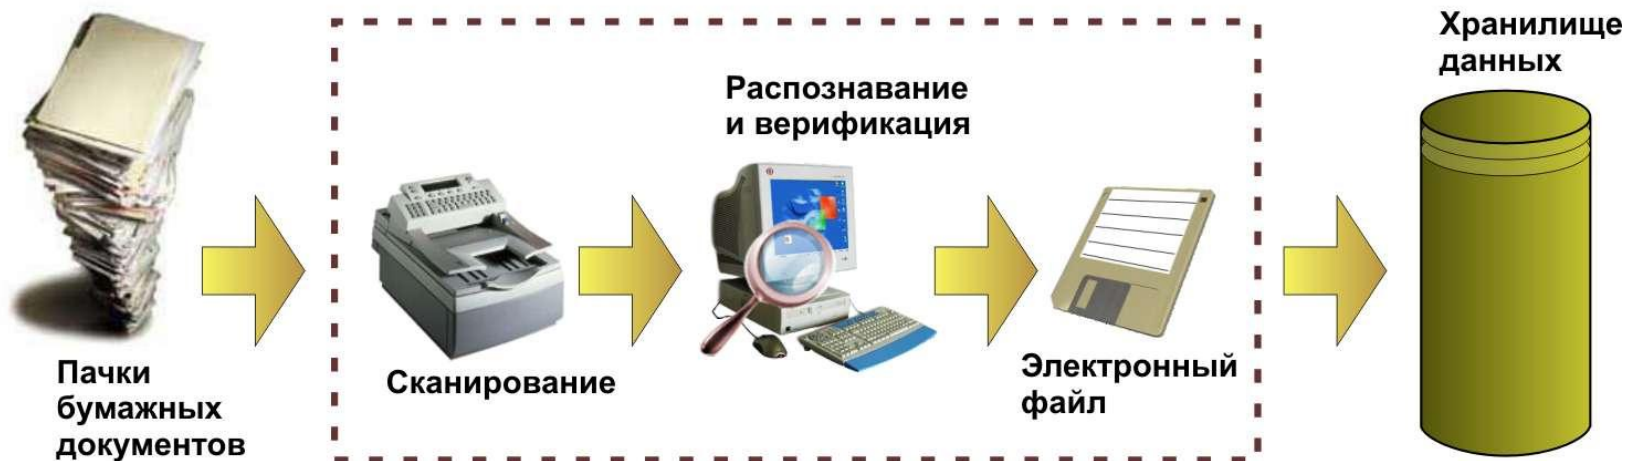 Пачки
бумажных
документов
Сканирование
Распознавание
и верификация
Электронный
файл
Хранилище
данных